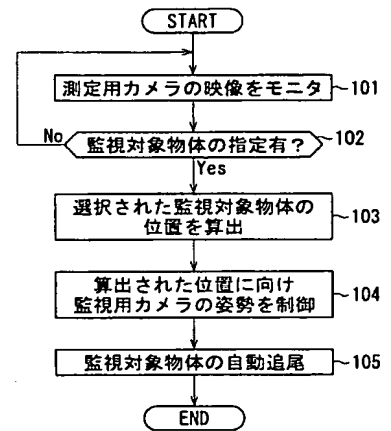 START
測定用カメラの映像をモニタ
101
No
監視対象物体の指定有?
102
Yes
選択された監視対象物体の
位置を算出
103
算出された位置に向け
監視用カメラの姿勢を制御
104
監視対象物体の自動追尾
105
END